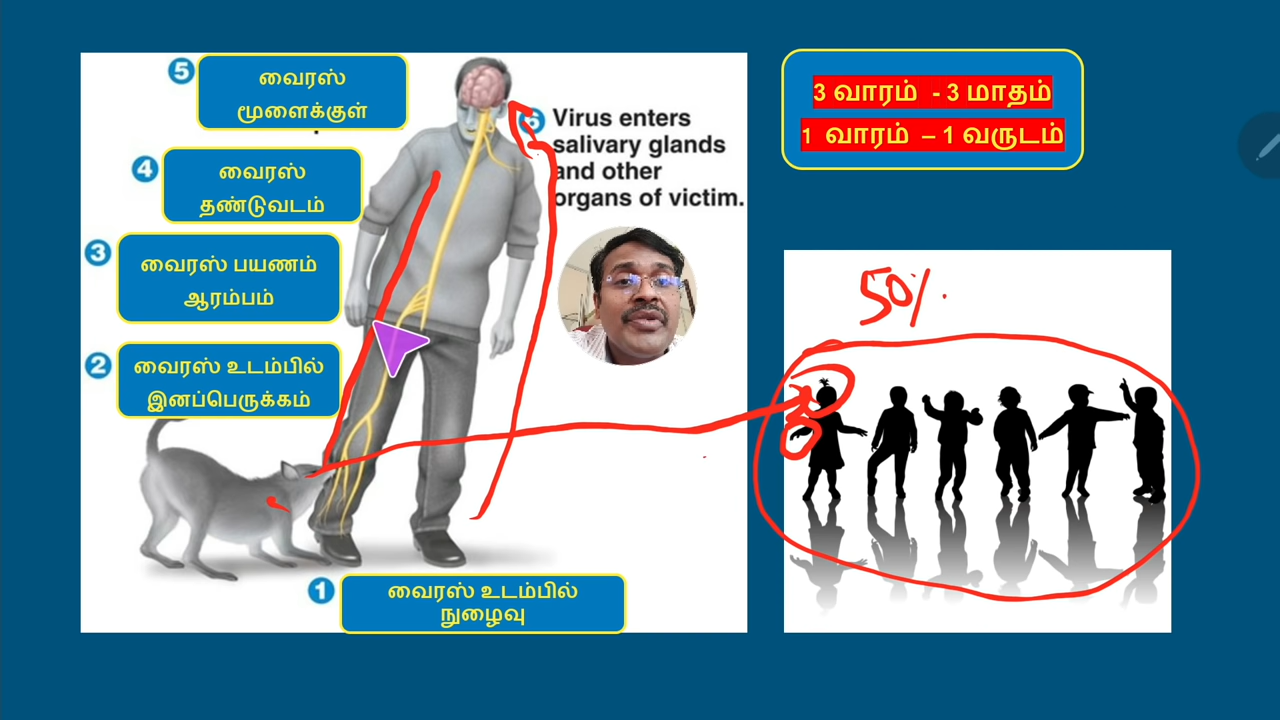 5
வைரஸ்
மூளைக்குள்
6
Virus enters
salivary glands
and other
organs of victim.
4
வைரஸ்
தண்டுவடம்
3
வைரஸ் பயணம்
ஆரம்பம்
2
வைரஸ் உடம்பில்
இனப்பெருக்கம்
1
வைரஸ் உடம்பில்
நுழைவு
3 வாரம் - 3 மாதம்
1 வாரம் – 1 வருடம்
50%